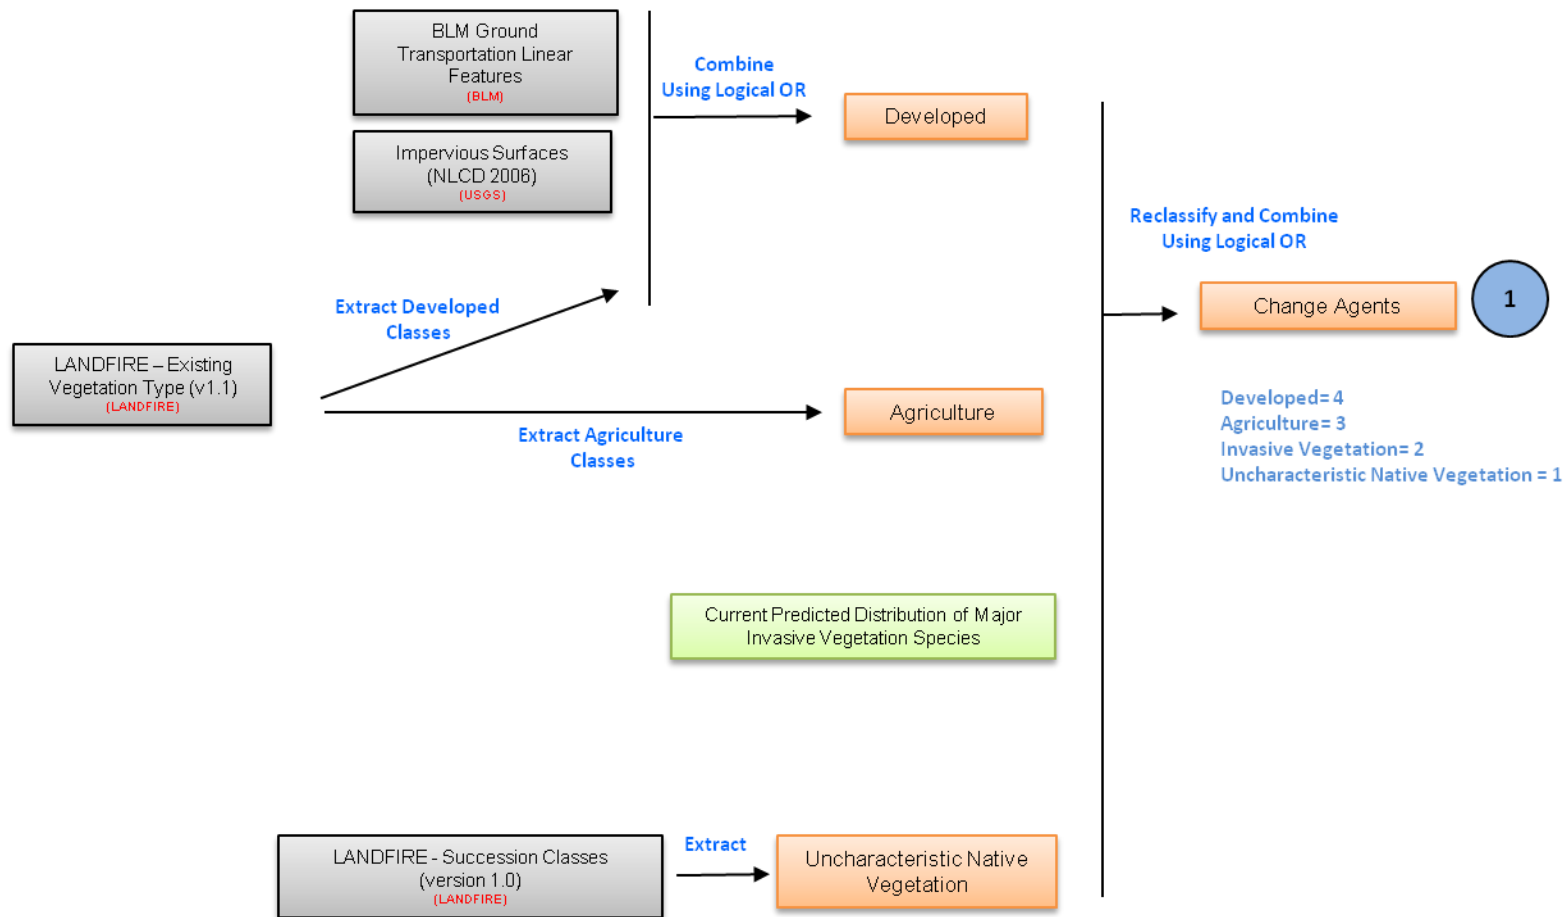 BLM Ground
Transportation Linear
Features
(BLM)
Impervious Surfaces
(NLCD 2006)
(USGS)
Combine
Using Logical OR
Developed
Extract Developed
Classes
LANDFIRE – Existing
Vegetation Type (v1.1)
(LANDFIRE)
Extract Agriculture
Classes
Agriculture
Current Predicted Distribution of Major
Invasive Vegetation Species
LANDFIRE - Succession Classes
(version 1.0)
(LANDFIRE)
Extract
Uncharacteristic Native
Vegetation
Reclassify and Combine
Using Logical OR
Change Agents
1
Developed= 4
Agriculture= 3
Invasive Vegetation= 2
Uncharacteristic Native Vegetation = 1